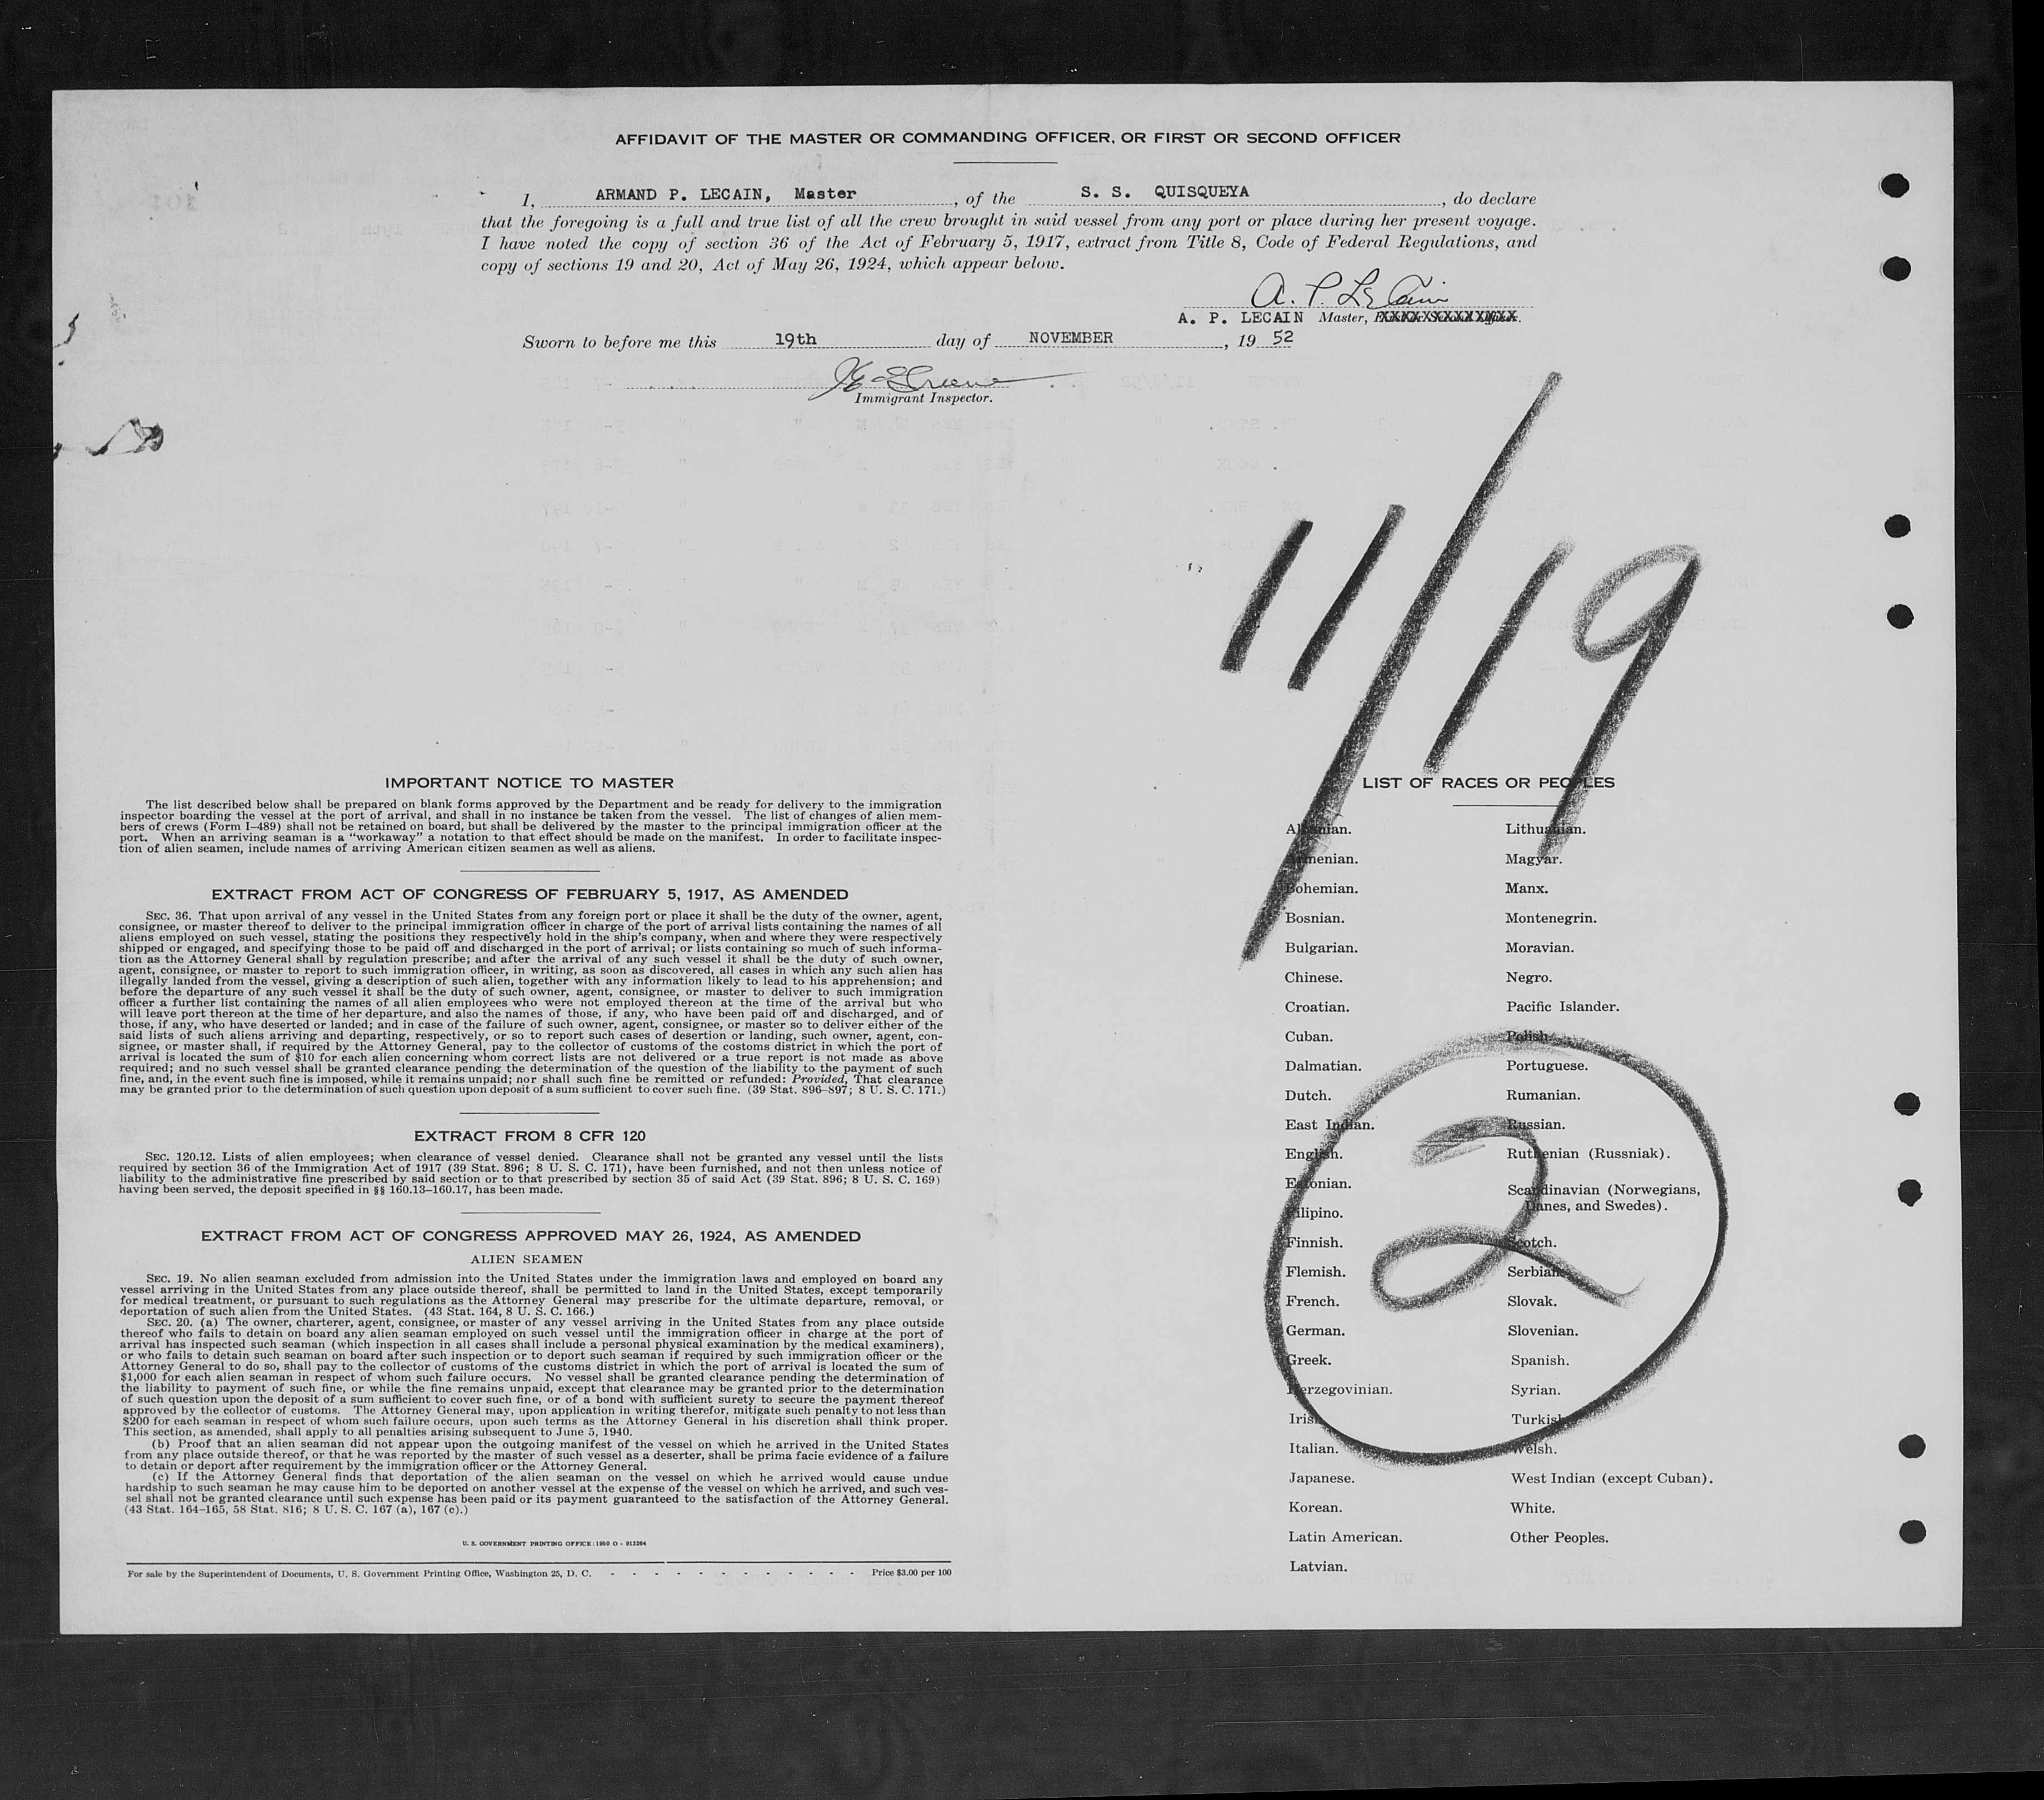 AFFIDAVIT OF THE MASTER OR COMMANDING OFFICER, OR FIRST OR SECOND OFFICER
I, ARMAND P. LECAIN, Master, of the S. S. QUISQUEYA, do declare
that the foregoing is a full and true list of all the crew brought in said vessel from any port or place during her present voyage.
I have noted the copy of section 36 of the Act of February 5, 1917, extract from Title 8, Code of Federal Regulations, and
copy of sections 19 and 20, Act of May 26, 1924, which appear below.
A. P. LeCain
A. P. LECAIN Master,
Sworn to before me this 19th day of NOVEMBER, 19 52
Immigrant Inspector.
11/19
IMPORTANT NOTICE TO MASTER
The list described below shall be prepared on blank forms approved by the Department and be ready for delivery to the immigration
inspector boarding the vessel at the port of arrival, and shall in no instance be taken from the vessel. The list of changes of alien mem-
bers of crews (Form I-489) shall not be retained on board, but shall be delivered by the master to the principal immigration officer at the
port. When an arriving seaman is a "workaway" a notation to that effect should be made on the manifest. In order to facilitate inspec-
tion of alien seamen, include names of arriving American citizen seamen as well as aliens.
EXTRACT FROM ACT OF CONGRESS OF FEBRUARY 5, 1917, AS AMENDED
SEC. 36. That upon arrival of any vessel in the United States from any foreign port or place it shall be the duty of the owner, agent,
consignee, or master thereof to deliver to the principal immigration officer in charge of the port of arrival lists containing the names of all
aliens employed on such vessel, stating the positions they respectively hold in the ship's company, when and where they were respectively
shipped or engaged, and specifying those to be paid off and discharged in the port of arrival; or lists containing so much of such informa-
tion as the Attorney General shall by regulation prescribe; and after the arrival of any such vessel it shall be the duty of such owner,
agent, consignee, or master to report to such immigration officer, in writing, as soon as discovered, all cases in which any such alien has
illegally landed from the vessel, giving a description of such alien, together with any information likely to lead to his apprehension; and
before the departure of any such vessel it shall be the duty of such owner, agent, consignee, or master to deliver to such immigration
officer a further list containing the names of all alien employees who were not employed thereon at the time of the arrival but who
will leave port thereon at the time of her departure, and also the names of those, if any, who have been paid off and discharged, and of
those, if any, who have deserted or landed; and in case of the failure of such owner, agent, consignee, or master so to deliver either of the
said lists of such aliens arriving and departing, respectively, or so to report such cases of desertion or landing, such owner, agent, con-
signee, or master shall, if required by the Attorney General, pay to the collector of customs of the costoms district in which the port of
arrival is located the sum of $10 for each alien concerning whom correct lists are not delivered or a true report is not made as above
required; and no such vessel shall be granted clearance pending the determination of the question of the liability to the payment of such
fine, and, in the event such fine is imposed, while it remains unpaid; nor shall such fine be remitted or refunded: Provided, That clearance
may be granted prior to the determination of such question upon deposit of a sum sufficient to cover such fine. (39 Stat. 896-897; 8 U. S. C. 171.)
EXTRACT FROM 8 CFR 120
SEC. 120.12. Lists of alien employees; when clearance of vessel denied. Clearance shall not be granted any vessel until the lists
required by section 36 of the Immigration Act of 1917 (39 Stat. 896; 8 U. S. C. 171), have been furnished, and not then unless notice of
liability to the administrative fine prescribed by said section or to that prescribed by section 35 of said Act (39 Stat. 896; 8 U. S. C. 169)
having been served, the deposit specified in §§ 160.13-160.17, has been made.
EXTRACT FROM ACT OF CONGRESS APPROVED MAY 26, 1924, AS AMENDED
ALIEN SEAMEN
SEC. 19. No alien seaman excluded from admission into the United States under the immigration laws and employed on board any
vessel arriving in the United States from any place outside thereof, shall be permitted to land in the United States, except temporarily
for medical treatment, or pursuant to such regulations as the Attorney General may prescribe for the ultimate departure, removal, or
deportation of such alien from the United States. (43 Stat. 164, 8 U. S. C. 166.)
SEC. 20. (a) The owner, charterer, agent, consignee, or master of any vessel arriving in the United States from any place outside
thereof who fails to detain on board any alien seaman employed on such vessel until the immigration officer in charge at the port of
arrival has inspected such seaman (which inspection in all cases shall include a personal physical examination by the medical examiners),
or who fails to detain such seaman on board after such inspection or to deport such seaman if required by such immigration officer or the
Attorney General to do so, shall pay to the collector of customs of the customs district in which the port of arrival is located the sum of
$1,000 for each alien seaman in respect of whom such failure occurs. No vessel shall be granted clearance pending the determination of
the liability to payment of such fine, or while the fine remains unpaid, except that clearance may be granted prior to the determination
of such question upon the deposit of a sum sufficient to cover such fine, or of a bond with sufficient surety to secure the payment thereof
approved by the collector of customs. The Attorney General may, upon application in writing therefor, mitigate such penalty to not less than
$200 for each seaman in respect of whom such failure occurs, upon such terms as the Attorney General in his discretion shall think proper.
This section, as amended, shall apply to all penalties arising subsequent to June 5, 1940.
(b) Proof that an alien seaman did not appear upon the outgoing manifest of the vessel on which he arrived in the United States
from any place outside thereof, or that he was reported by the master of such vessel as a deserter, shall be prima facie evidence of a failure
to detain or deport after requirement by the immigration officer or the Attorney General.
(c) If the Attorney General finds that deportation of the alien seaman on the vessel on which he arrived would cause undue
hardship to such seaman he may cause him to be deported on another vessel at the expense of the vessel on which he arrived, and such ves-
sel shall not be granted clearance until such expense has been paid or its payment guaranteed to the satisfaction of the Attorney General.
(43 Stat. 164-165, 58 Stat. 816; 8 U. S. C. 167 (a), 167 (c).)
U. S. GOVERNMENT PRINTING OFFICE : 1950 O - 913264
For sale by the Superintendent of Documents, U. S. Government Printing Office, Washington 25, D. C. - - - - - - - - - - - Price $3.00 per 100
LIST OF RACES OR PEOPLES
Albanian.
Armenian.
Bohemian.
Bosnian.
Bulgarian.
Chinese.
Croatian.
Cuban.
Dalmatian.
Dutch.
East Indian.
English.
Estonian.
Filipino.
Finnish.
Flemish.
French.
German.
Greek.
Herzegovinian.
Irish.
Italian.
Japanese.
Korean.
Latin American.
Latvian.
Lithuanian.
Magyar.
Manx.
Montenegrin.
Moravian.
Negro.
Pacific Islander.
Polish.
Portuguese.
Rumanian.
Russian.
Ruthenian (Russniak).
Scandinavian (Norwegians,
Danes, and Swedes).
Scotch.
Serbian.
Slovak.
Slovenian.
Spanish.
Syrian.
Turkish.
Welsh.
West Indian (except Cuban).
White.
Other Peoples.
2